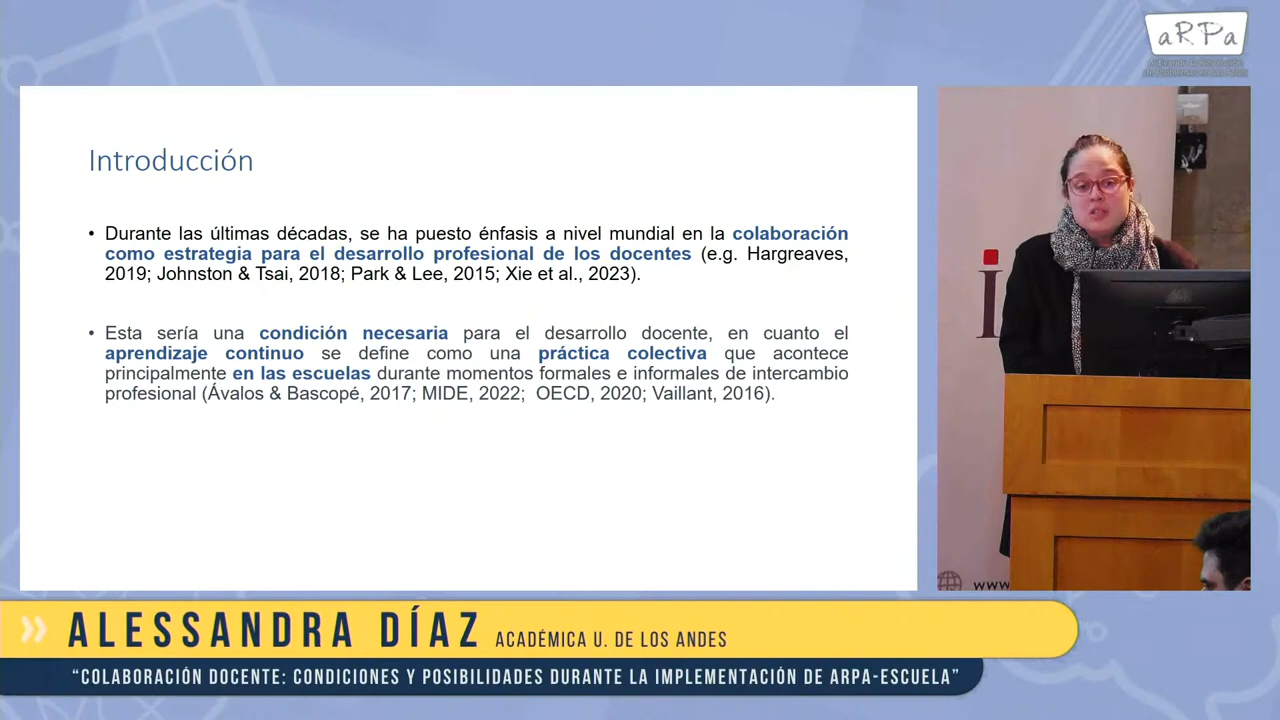 aRPa
Introducción
• Durante las últimas décadas, se ha puesto énfasis a nivel mundial en la colaboración
como estrategia para el desarrollo profesional de los docentes (e.g. Hargreaves,
2019; Johnston & Tsai, 2018; Park & Lee, 2015; Xie et al., 2023).
• Esta sería una condición necesaria para el desarrollo docente, en cuanto el
aprendizaje continuo se define como una práctica colectiva que acontece
principalmente en las escuelas durante momentos formales e informales de intercambio
profesional (Ávalos & Bascopé, 2017; MIDE, 2022; OECD, 2020; Vaillant, 2016).
i
www
» ALESSANDRA DÍAZ ACADÉMICA U. DE LOS ANDES
“COLABORACIÓN DOCENTE: CONDICIONES Y POSIBILIDADES DURANTE LA IMPLEMENTACIÓN DE ARPA-ESCUELA”